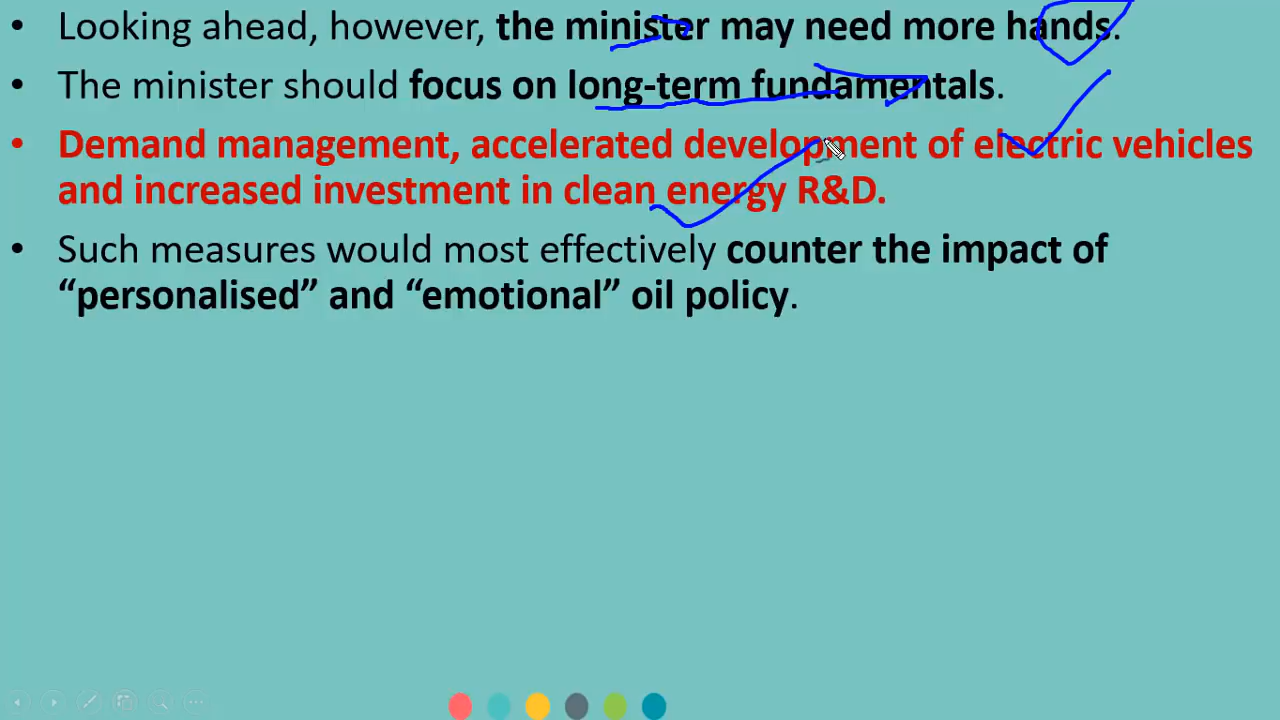 • Looking ahead, however, the minister may need more hands.
• The minister should focus on long-term fundamentals.
• Demand management, accelerated development of electric vehicles
and increased investment in clean energy R&D.
• Such measures would most effectively counter the impact of
“personalised” and “emotional” oil policy.